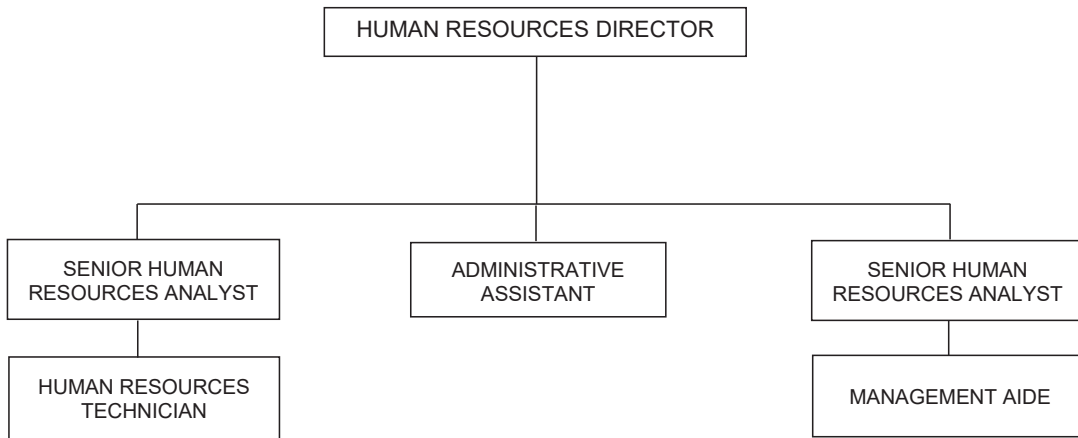 HUMAN RESOURCES DIRECTOR
SENIOR HUMAN
RESOURCES ANALYST
ADMINISTRATIVE
ASSISTANT
SENIOR HUMAN
RESOURCES ANALYST
HUMAN RESOURCES
TECHNICIAN
MANAGEMENT AIDE